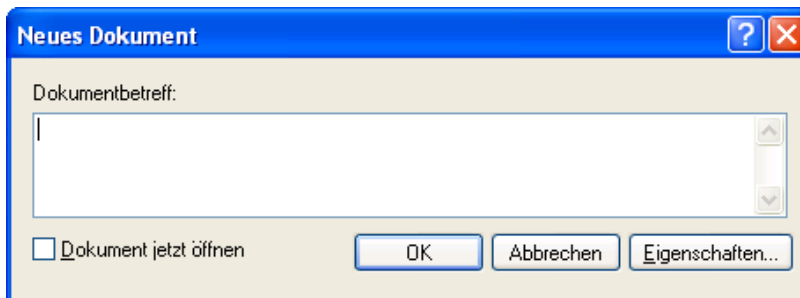 Neues Dokument
Dokumentbetreff:
Dokument jetzt öffnen
OK
Abbrechen
Eigenschaften...